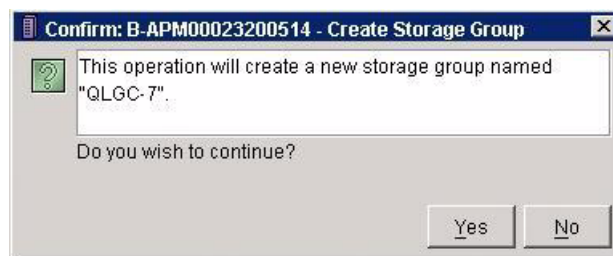 Confirm: B-APM00023200514 - Create Storage Group
This operation will create a new storage group named
"QLGC-7".
Do you wish to continue?
Yes
No